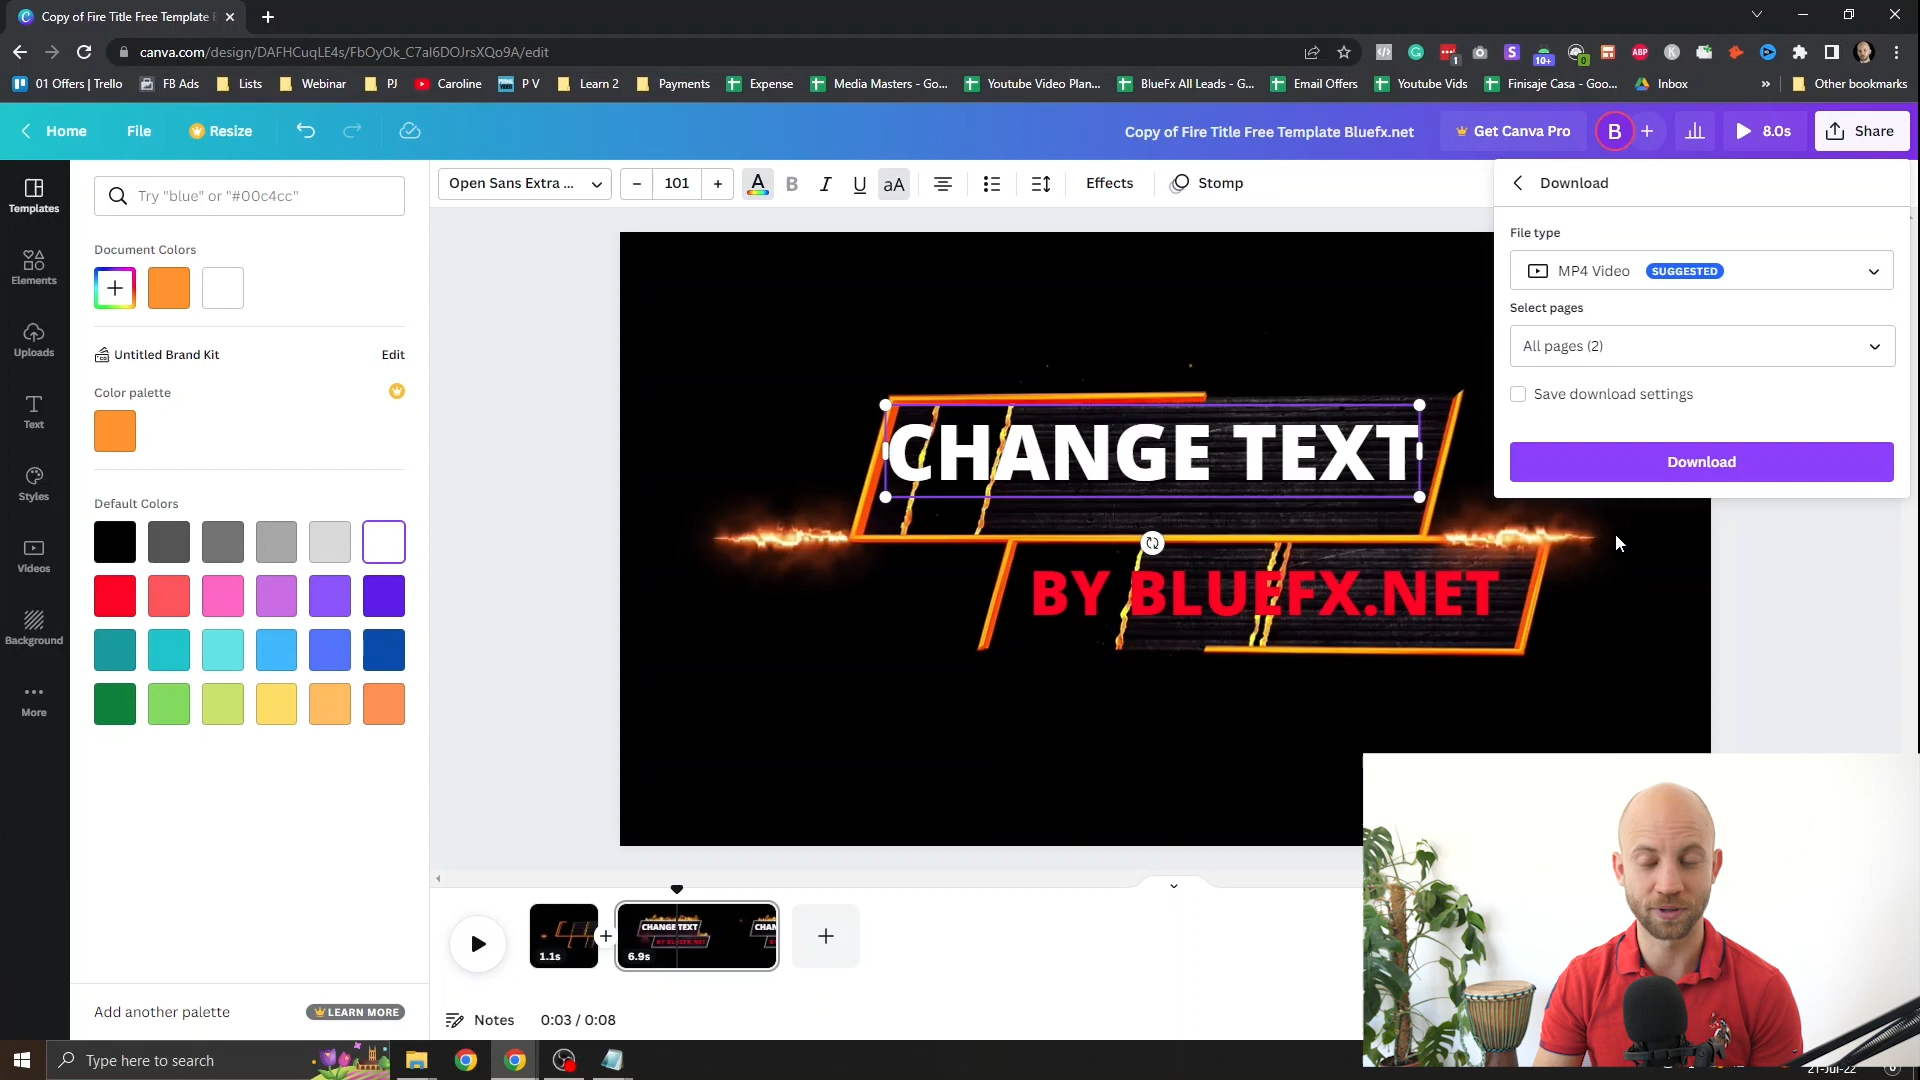 Copy of Fire Title Free Template
canva.com/design/DAFHCuqLE4s/FbOyOk_C7al6DOJrsXQo9A/edit
01 Offers | Trello
FB Ads
Lists
Webinar
PJ
Caroline
P V
Learn 2
Payments
Expense
Media Masters - Go...
Youtube Video Plan...
BlueFx All Leads - G...
Email Offers
Youtube Vids
Finisaje Casa - Goo...
Inbox
»
Other bookmarks
Home
File
Resize
Copy of Fire Title Free Template Bluefx.net
Get Canva Pro
B
8.0s
Share
Templates
Elements
Uploads
Text
Styles
Videos
Background
More
Try "blue" or "#00c4cc"
Document Colors
Untitled Brand Kit
Edit
Color palette
Default Colors
Add another palette
LEARN MORE
Open Sans Extra ...
– 101 +
A B I U aA
Effects
Stomp
Download
File type
MP4 Video SUGGESTED
Select pages
All pages (2)
Save download settings
Download
CHANGE TEXT
BY BLUEFX.NET
1.1s
CHANGE TEXT
BY BLUEFX.NET
6.9s
Notes
0:03 / 0:08
Type here to search
21-Jul-22